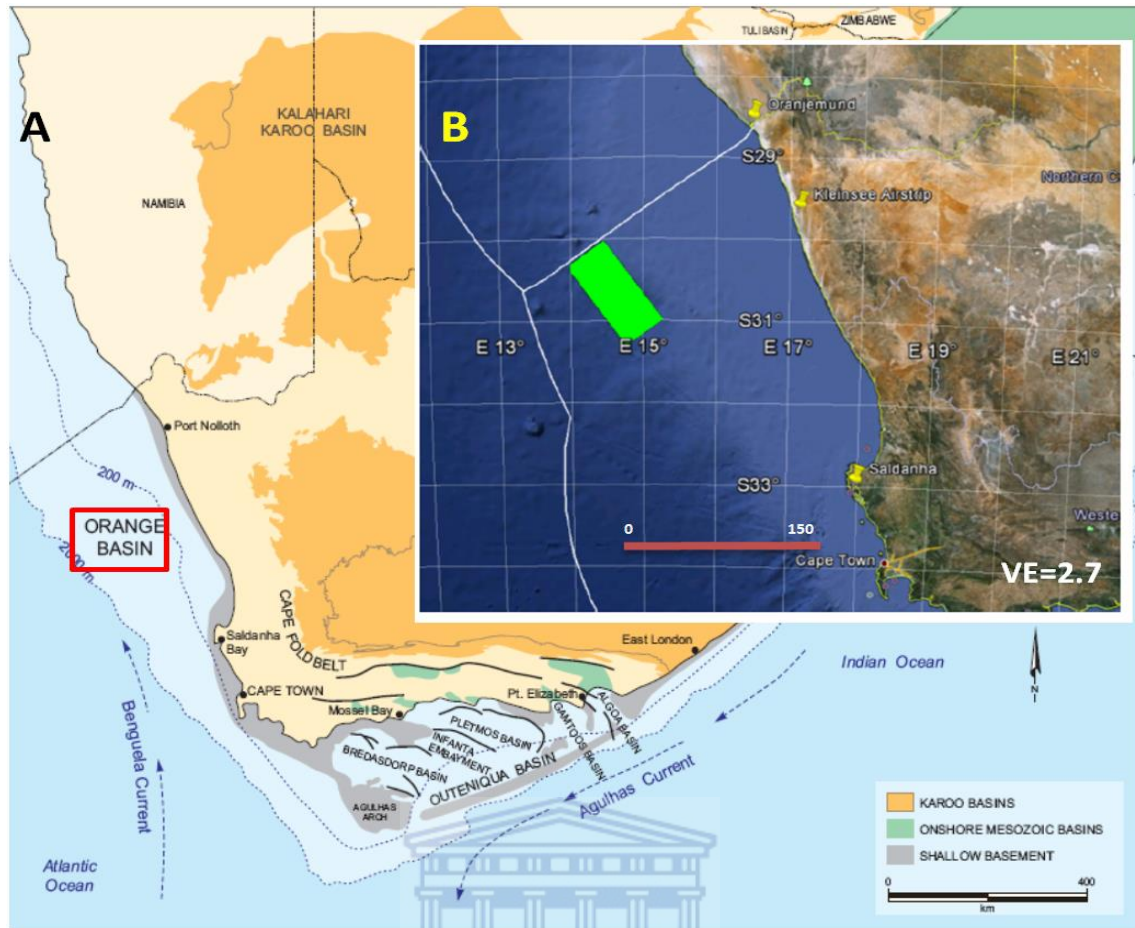 A
KALAHARI
KAROO BASIN
NAMIBIA
TULI BASIN
ZIMBABWE
Port Nolloth
200 m
ORANGE
BASIN
2000 m
Saldanha
Bay
CAPE TOWN
CAPE FOLD BELT
Mossel Bay
Pt. Elizabeth
East London
BREDASDORP BASIN
INFANTA
EMBAYMENT
PLETMOS BASIN
GAMTOOS BASIN
ALGOA BASIN
OUTENIQUA BASIN
AGULHAS
ARCH
Benguela Current
Agulhas Current
Atlantic
Ocean
Indian Ocean
N
KAROO BASINS
ONSHORE MESOZOIC BASINS
SHALLOW BASEMENT
0 400
km
B
Oranjemund
S29°
Northern C
Kleinsee Airstrip
S31°
E 13° E 15° E 17° E 19° E 21°
Saldanha
S33°
Weste
0 150
Cape Town
VE=2.7